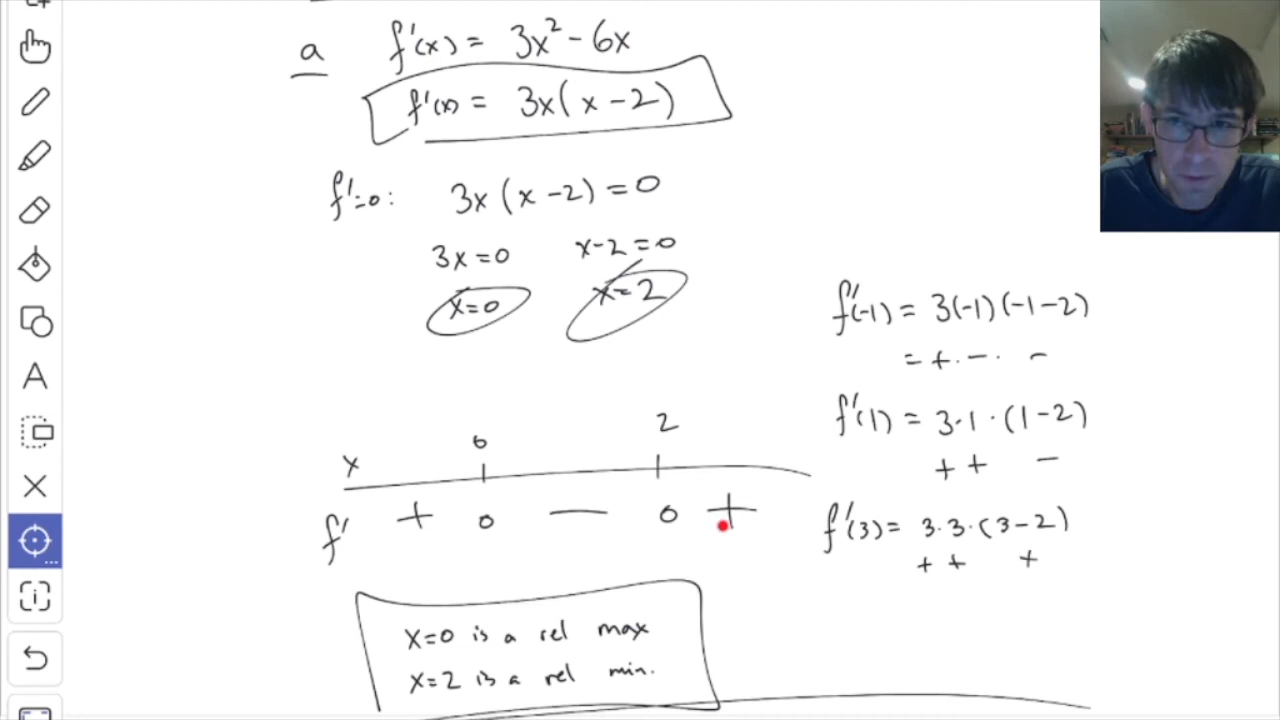 a f'(x) = 3x² - 6x
f'(x) = 3x(x-2)
f'=0: 3x(x-2)=0
3x=0 x-2=0
x=0 x=2
f'(-1) = 3(-1)(-1-2)
= + · - · -
f'(1) = 3·1·(1-2)
+ + -
x 0 2
f' + 0 — 0 +
f'(3) = 3·3·(3-2)
+ + +
x=0 is a rel max
x=2 is a rel min.
A